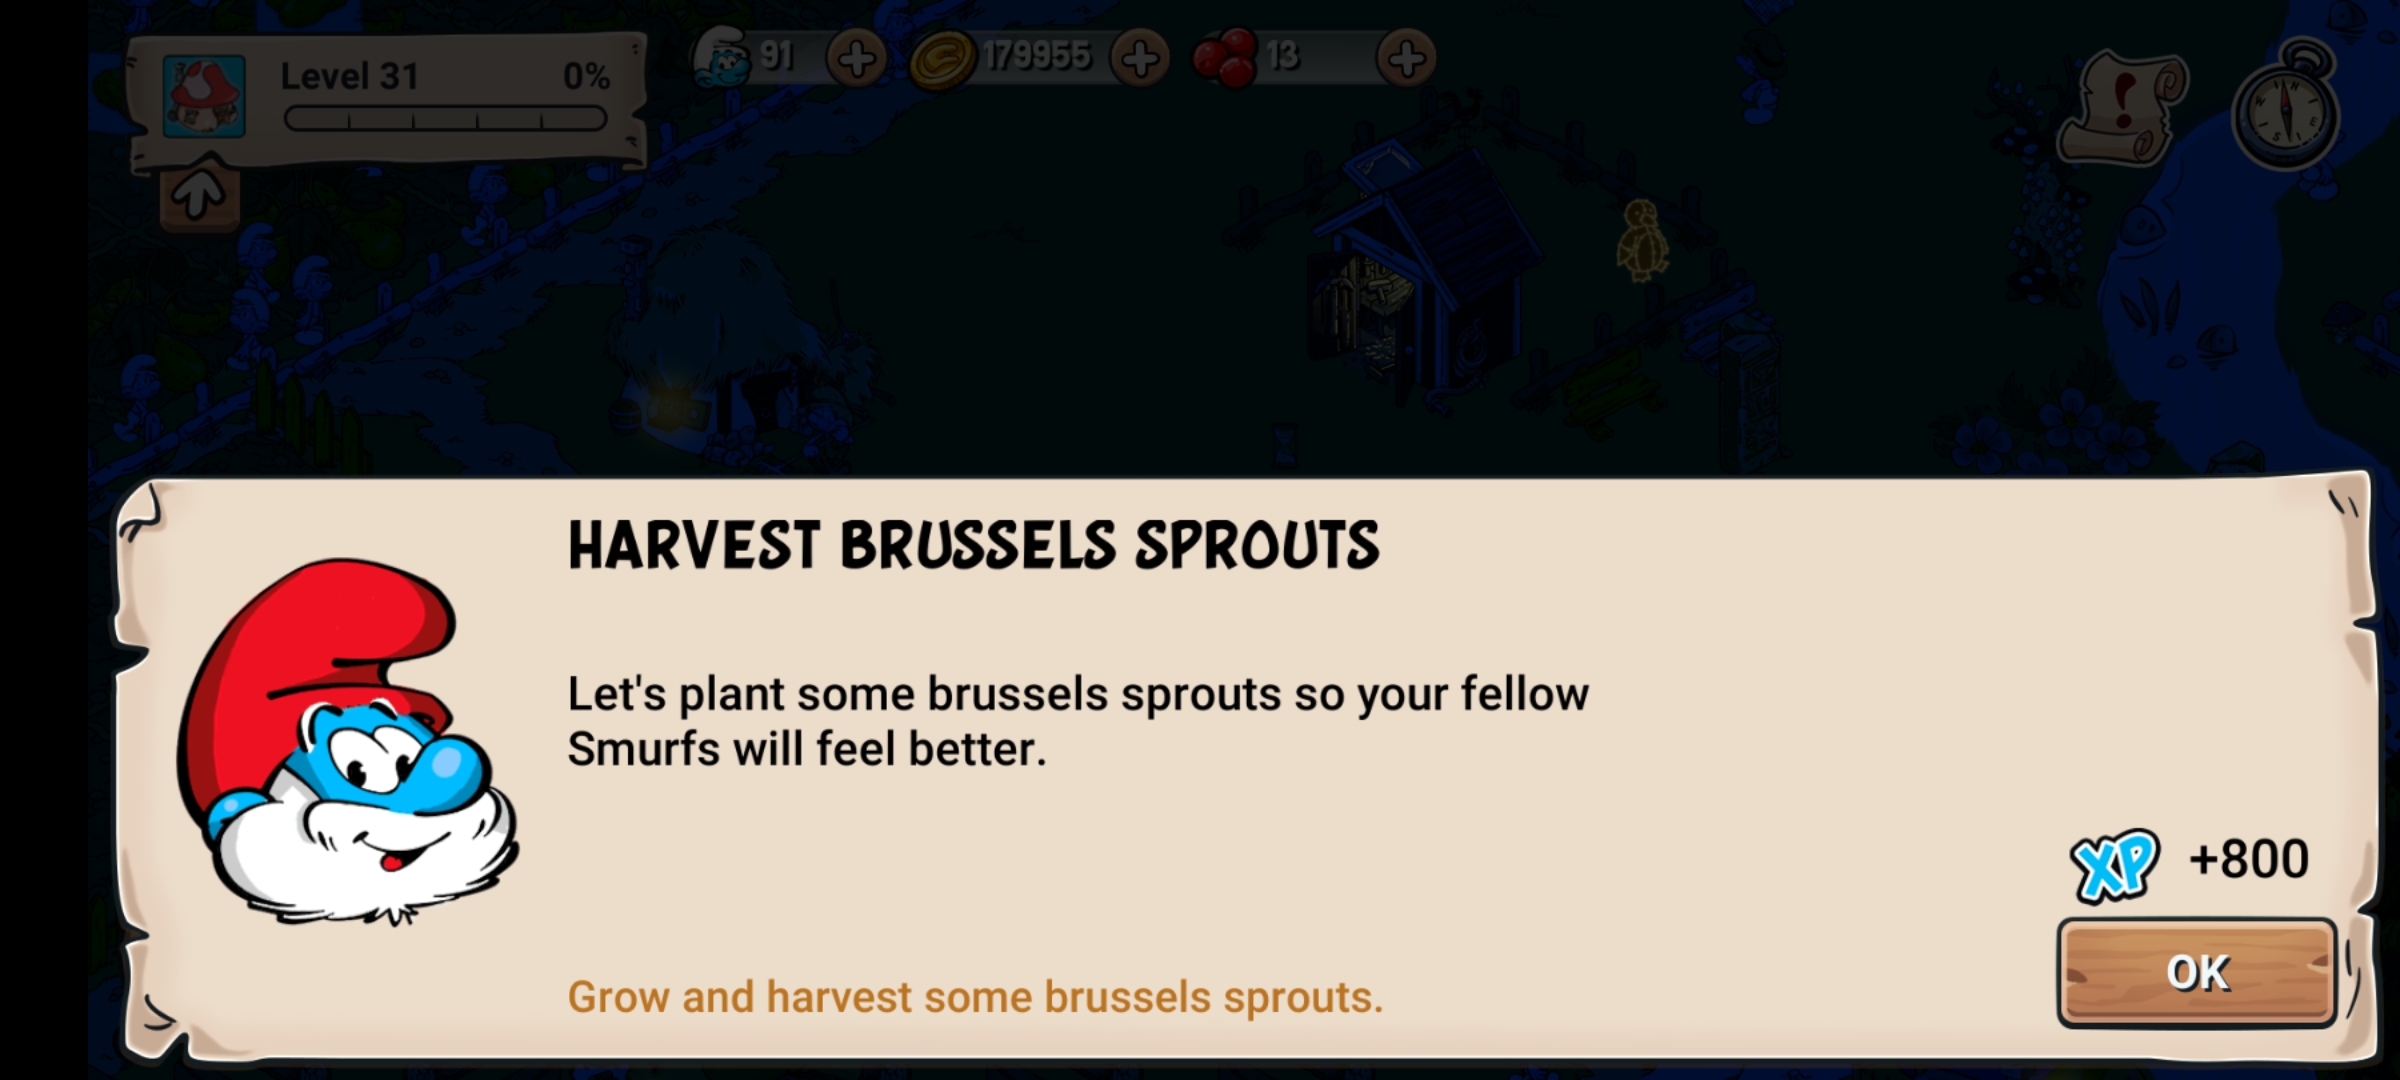 Level 31 0%
91
179955
13
HARVEST BRUSSELS SPROUTS
Let's plant some brussels sprouts so your fellow
Smurfs will feel better.
XP +800
Grow and harvest some brussels sprouts.
OK